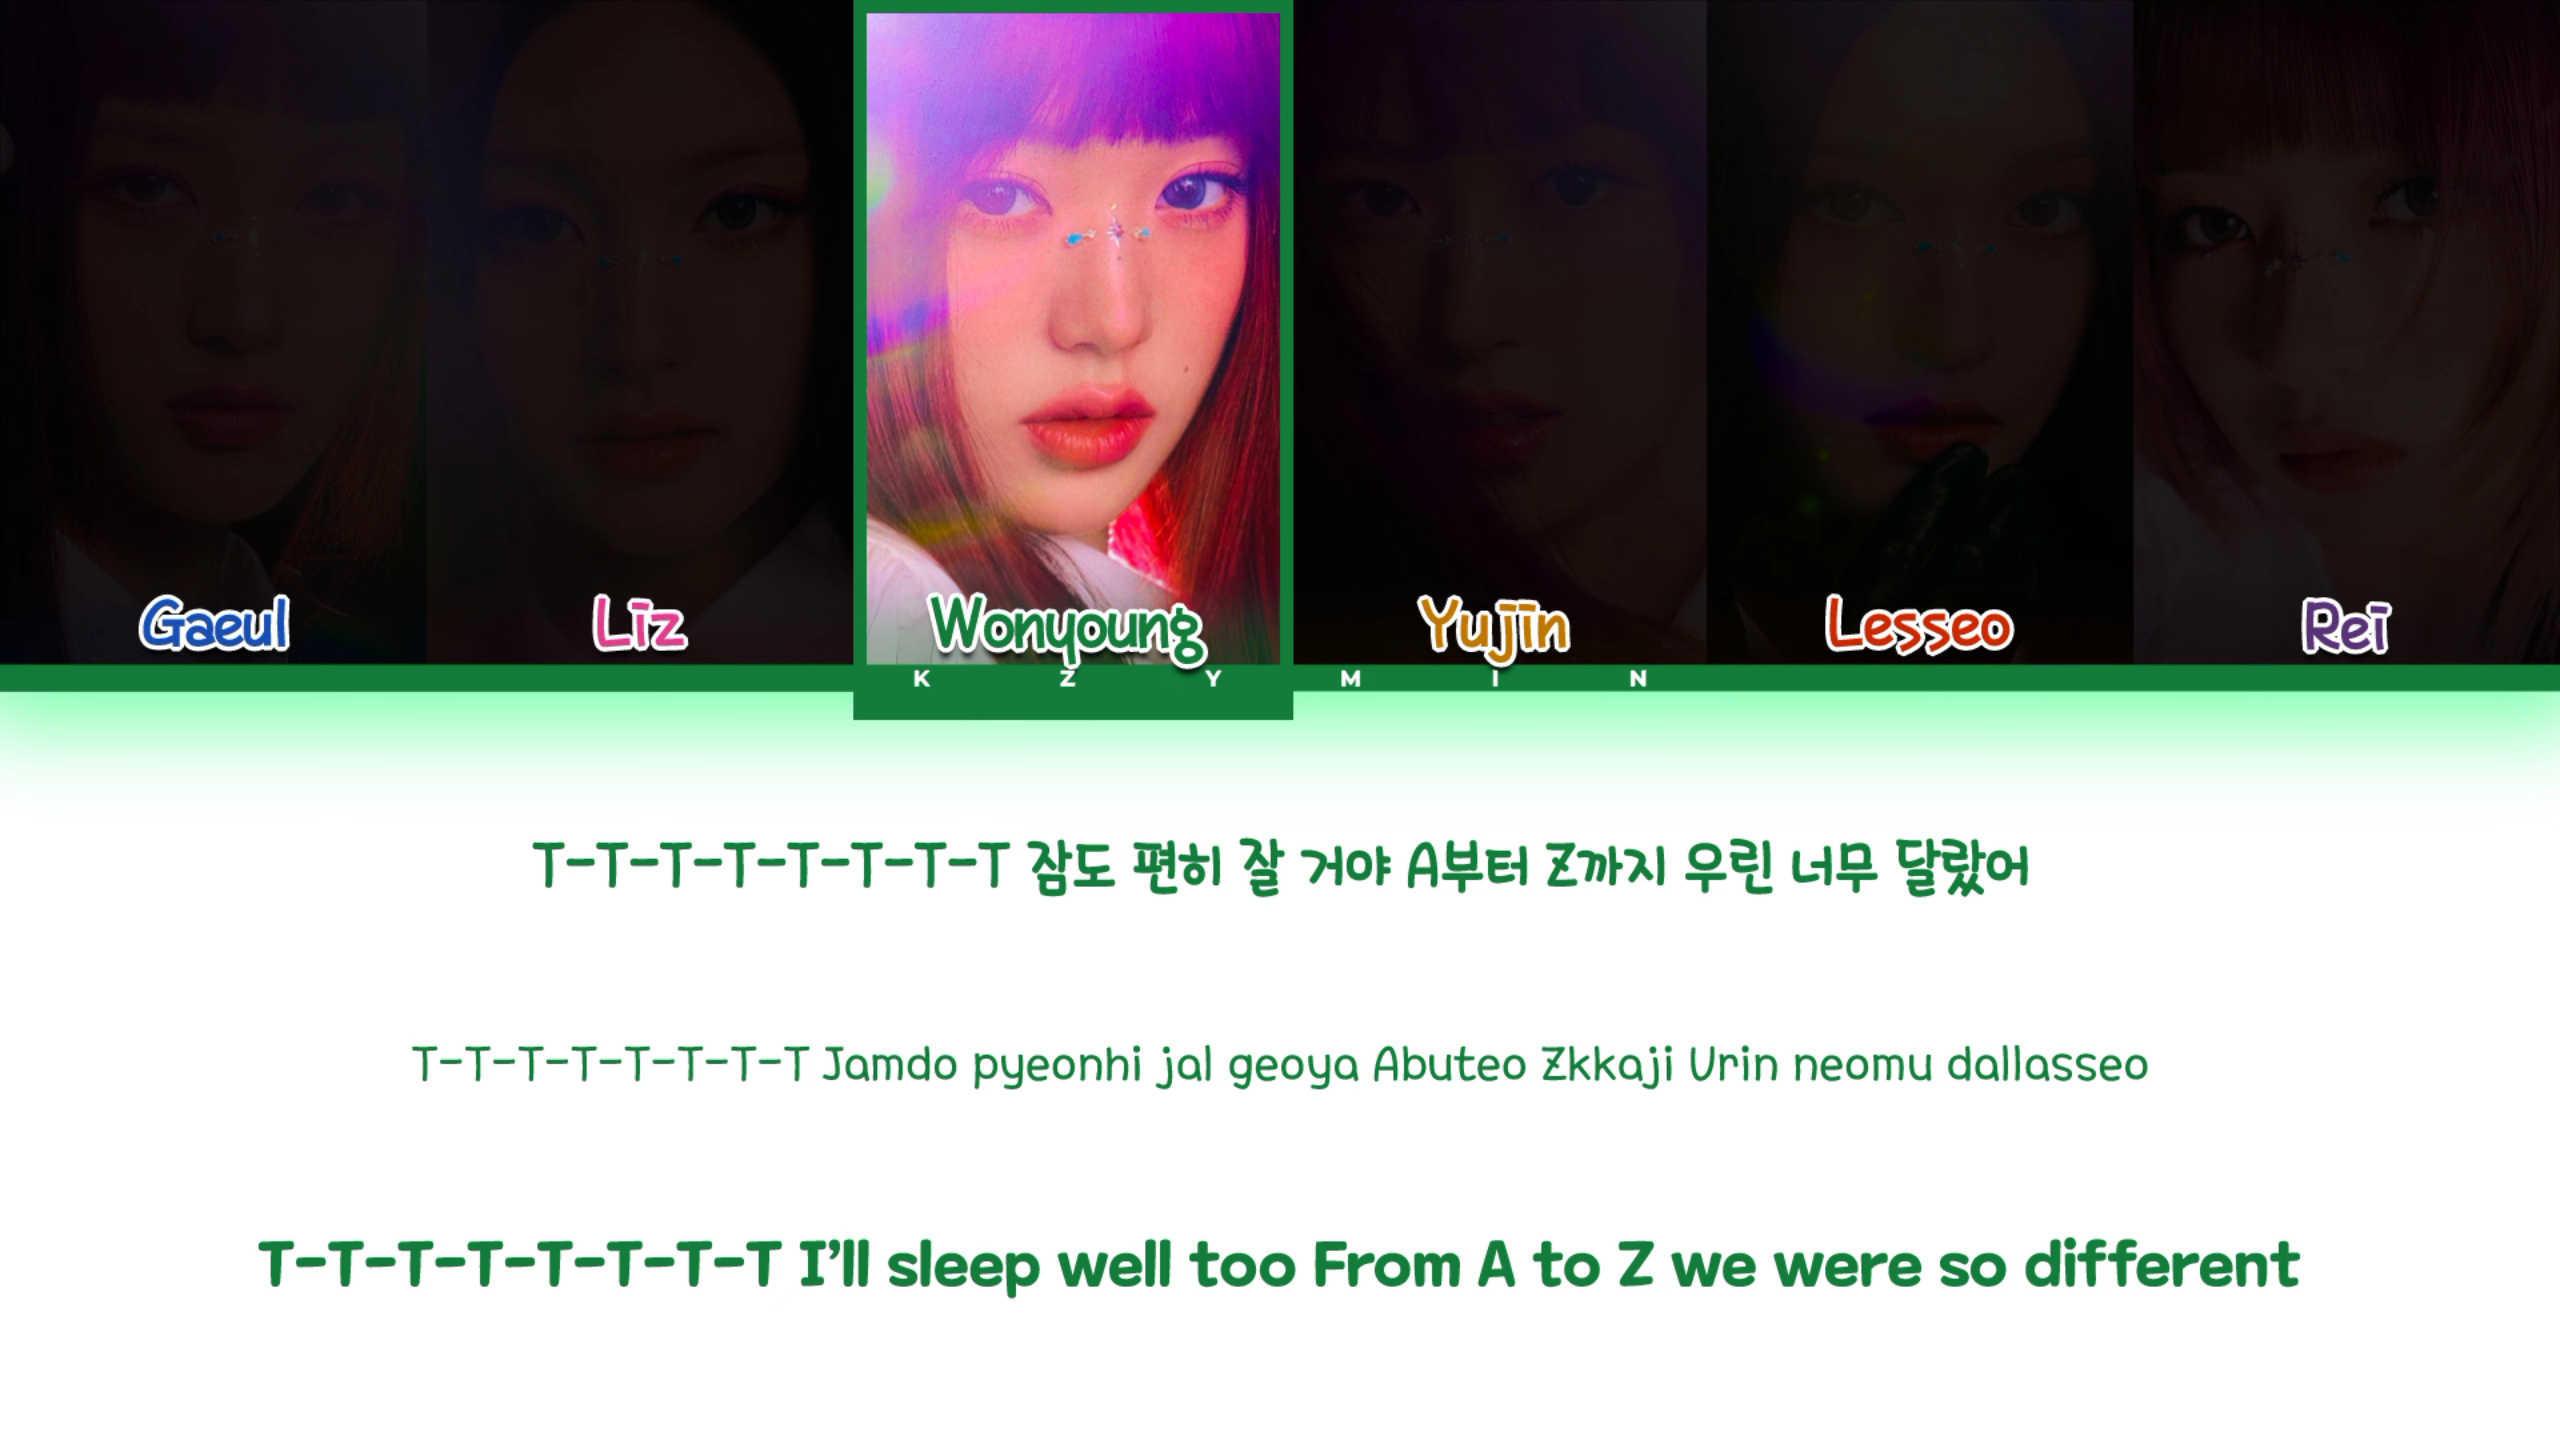 Gaeul Liz Wonyoung Yujin Lesseo Rei
K Z Y M I N
T-T-T-T-T-T-T-T 잠도 편히 잘 거야 A부터 Z까지 우린 너무 달랐어
T-T-T-T-T-T-T-T Jamdo pyeonhi jal geoya Abuteo Zkkaji Urin neomu dallasseo
T-T-T-T-T-T-T-T I’ll sleep well too From A to Z we were so different